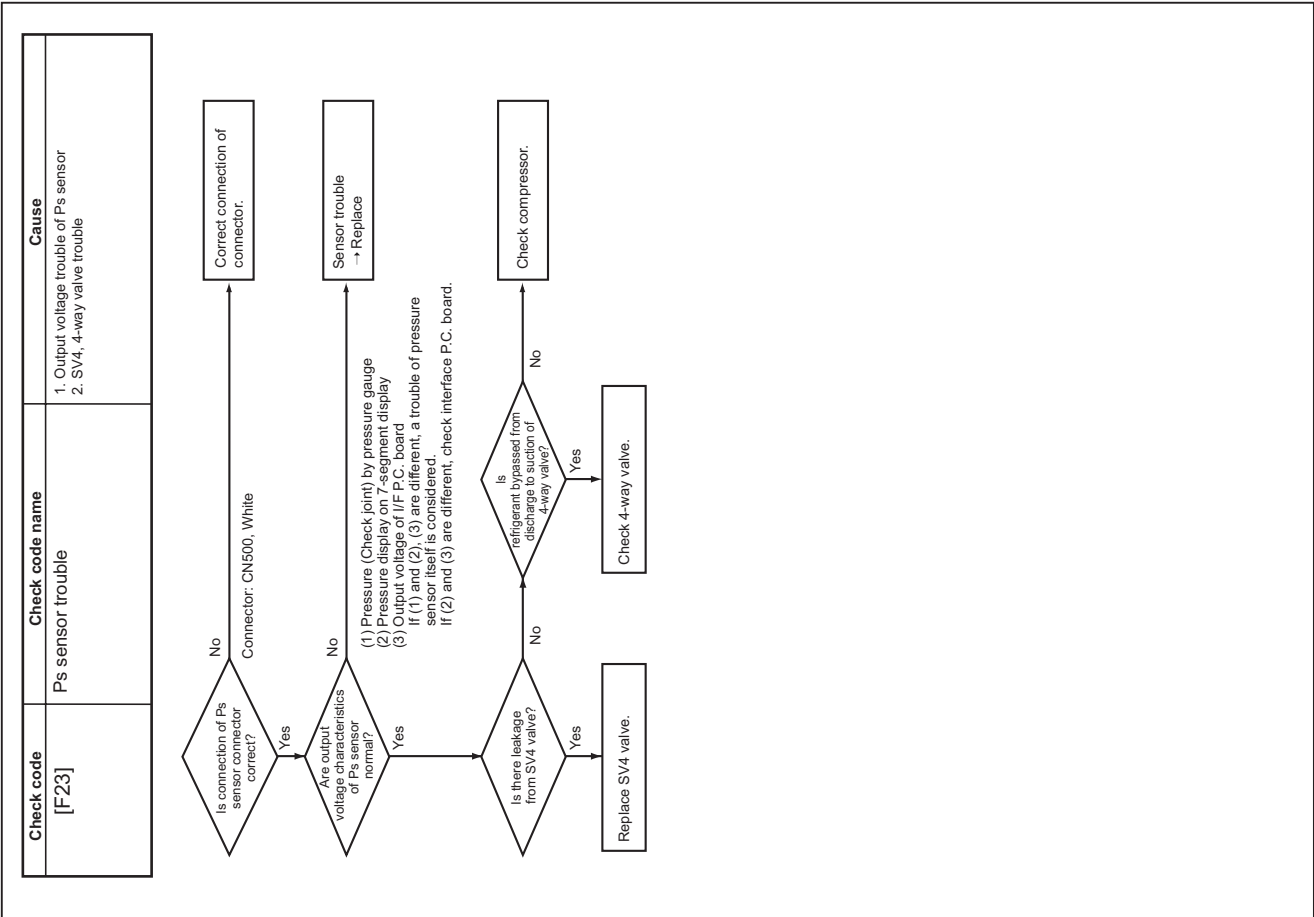 Check code
Check code name
Cause
[F23]
Ps sensor trouble
1. Output voltage trouble of Ps sensor
2. SV4, 4-way valve trouble
Is connection of Ps
sensor connector
correct?
No
Connector: CN500, White
Correct connection of
connector.
Yes
Are output
voltage characteristics
of Ps sensor
normal?
No
Sensor trouble
→ Replace
(1) Pressure (Check joint) by pressure gauge
(2) Pressure display on 7-segment display
(3) Output voltage of I/F P.C. board
If (1) and (2), (3) are different, a trouble of pressure
sensor itself is considered.
If (2) and (3) are different, check interface P.C. board.
Yes
Is there leakage
from SV4 valve?
No
Is
refrigerant bypassed from
discharge to suction of
4-way valve?
No
Check compressor.
Yes
Replace SV4 valve.
Yes
Check 4-way valve.